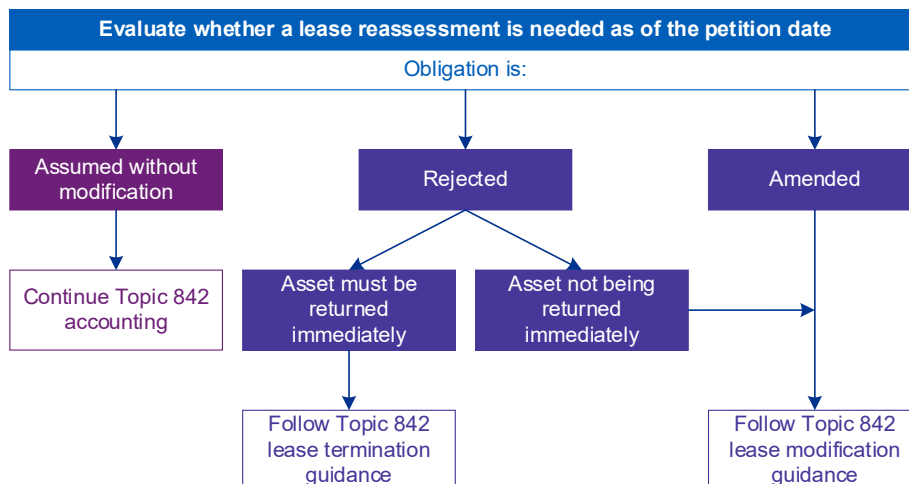 Evaluate whether a lease reassessment is needed as of the petition date
Obligation is:
Assumed without
modification
Rejected
Amended
Continue Topic 842
accounting
Asset must be
returned
immediately
Asset not being
returned
immediately
Follow Topic 842
lease termination
guidance
Follow Topic 842
lease modification
guidance